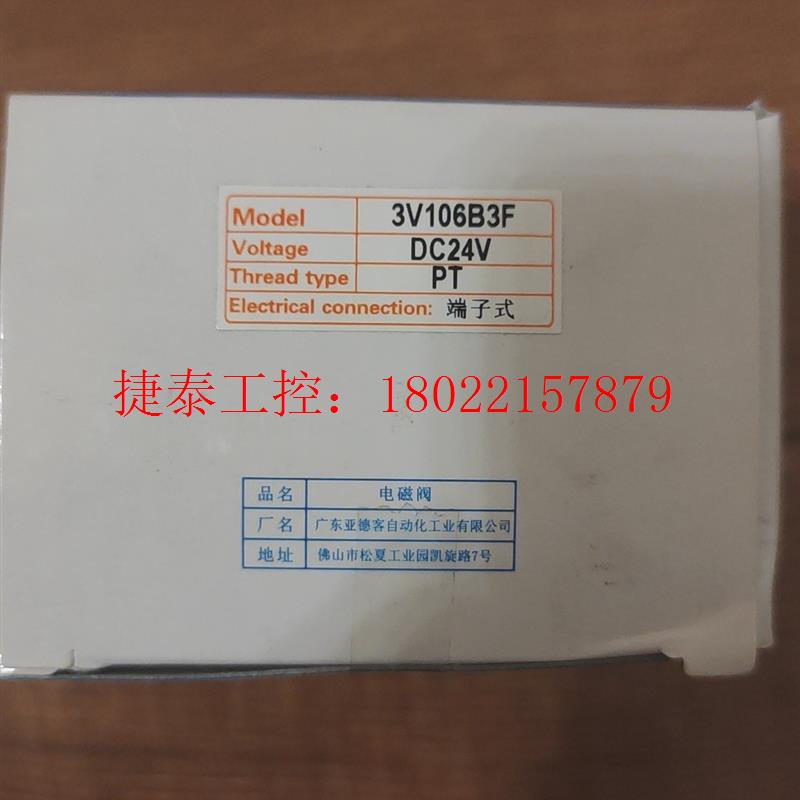 Model 3V106B3F
Voltage DC24V
Thread type PT
Electrical connection: 端子式
捷泰工控：18022157879
品名 电磁阀
厂名 广东亚德客自动化工业有限公司
地址 佛山市松夏工业园凯旋路7号